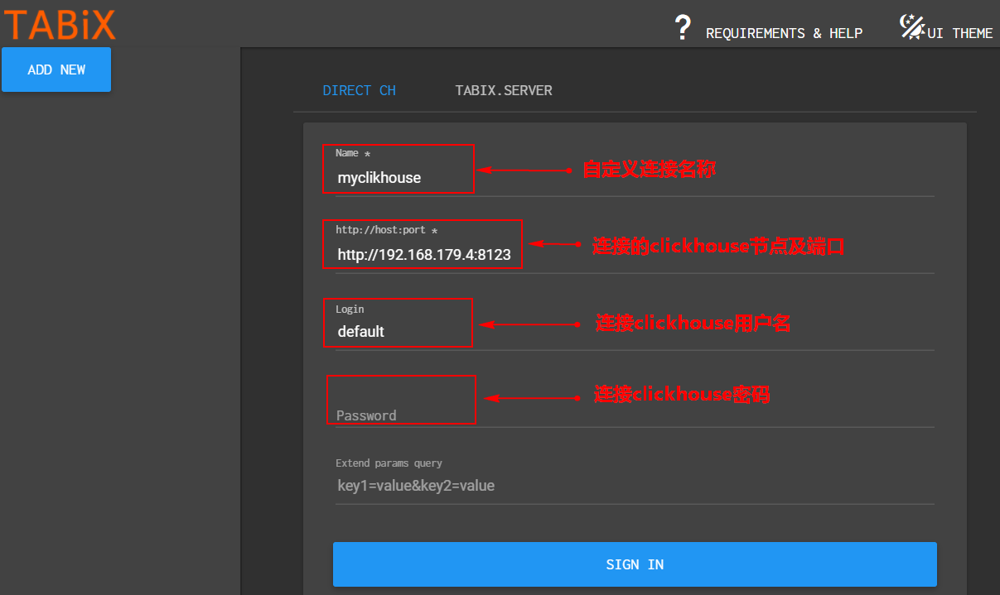 TABiX
? REQUIREMENTS & HELP UI THEME
ADD NEW
DIRECT CH TABIX.SERVER
Name *
myclikhouse
自定义连接名称
http://host:port *
http://192.168.179.4:8123
连接的clickhouse节点及端口
Login
default
连接clickhouse用户名
连接clickhouse密码
Password
Extend params query
key1=value&key2=value
SIGN IN